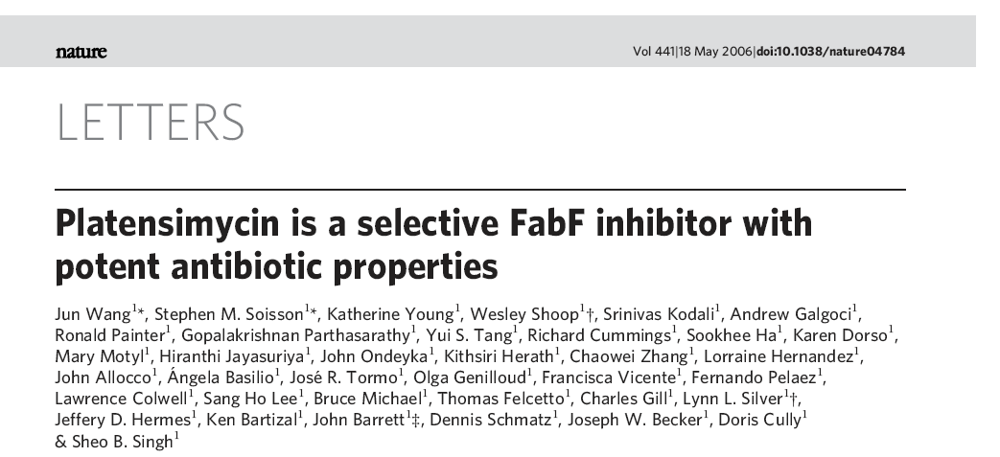 nature
Vol 441|18 May 2006|doi:10.1038/nature04784
LETTERS
Platensimycin is a selective FabF inhibitor with
potent antibiotic properties
Jun Wang¹*, Stephen M. Soisson¹*, Katherine Young¹, Wesley Shoop¹†, Srinivas Kodali¹, Andrew Galgoci¹,
Ronald Painter¹, Gopalakrishnan Parthasarathy¹, Yui S. Tang¹, Richard Cummings¹, Sookhee Ha¹, Karen Dorso¹,
Mary Motyl¹, Hiranthi Jayasuriya¹, John Ondeyka¹, Kithsiri Herath¹, Chaowei Zhang¹, Lorraine Hernandez¹,
John Allocco¹, Ángela Basilio¹, José R. Tormo¹, Olga Genilloud¹, Francisca Vicente¹, Fernando Pelaez¹,
Lawrence Colwell¹, Sang Ho Lee¹, Bruce Michael¹, Thomas Felcetto¹, Charles Gill¹, Lynn L. Silver¹†,
Jeffery D. Hermes¹, Ken Bartizal¹, John Barrett¹‡, Dennis Schmatz¹, Joseph W. Becker¹, Doris Cully¹
& Sheo B. Singh¹